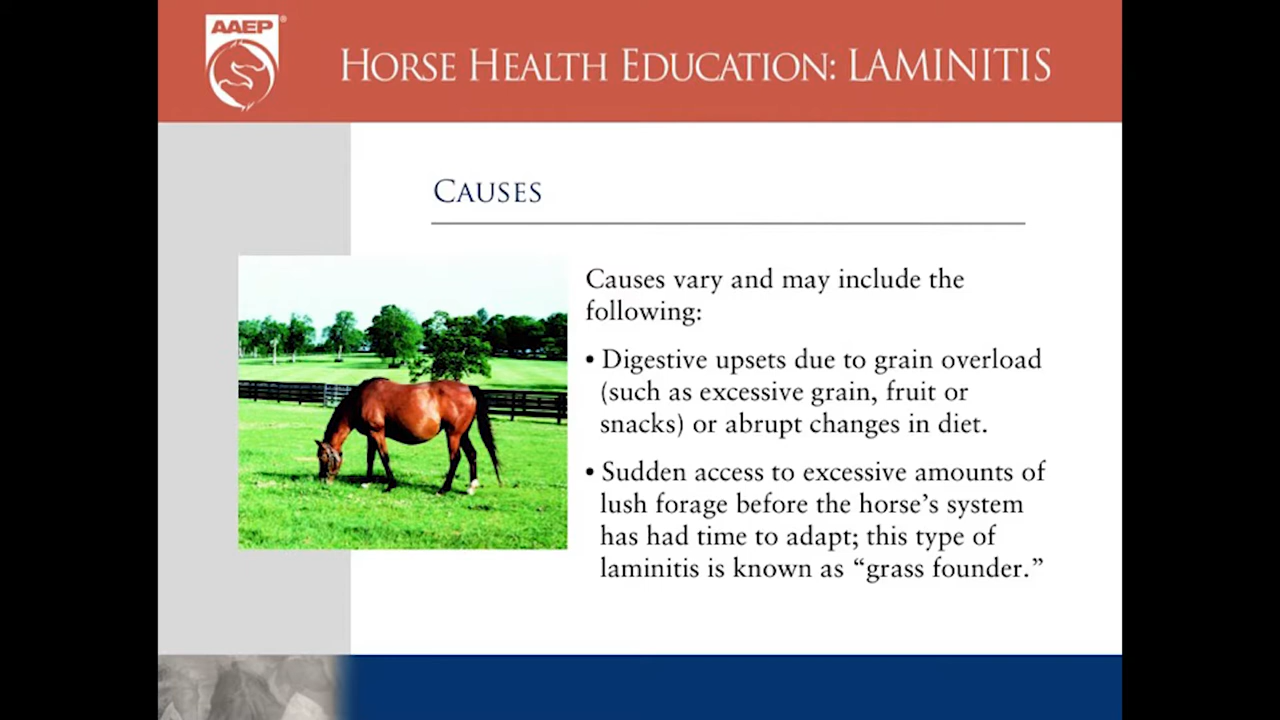 AAEP®
HORSE HEALTH EDUCATION: LAMINITIS
CAUSES
Causes vary and may include the
following:
• Digestive upsets due to grain overload
(such as excessive grain, fruit or
snacks) or abrupt changes in diet.
• Sudden access to excessive amounts of
lush forage before the horse's system
has had time to adapt; this type of
laminitis is known as “grass founder.”